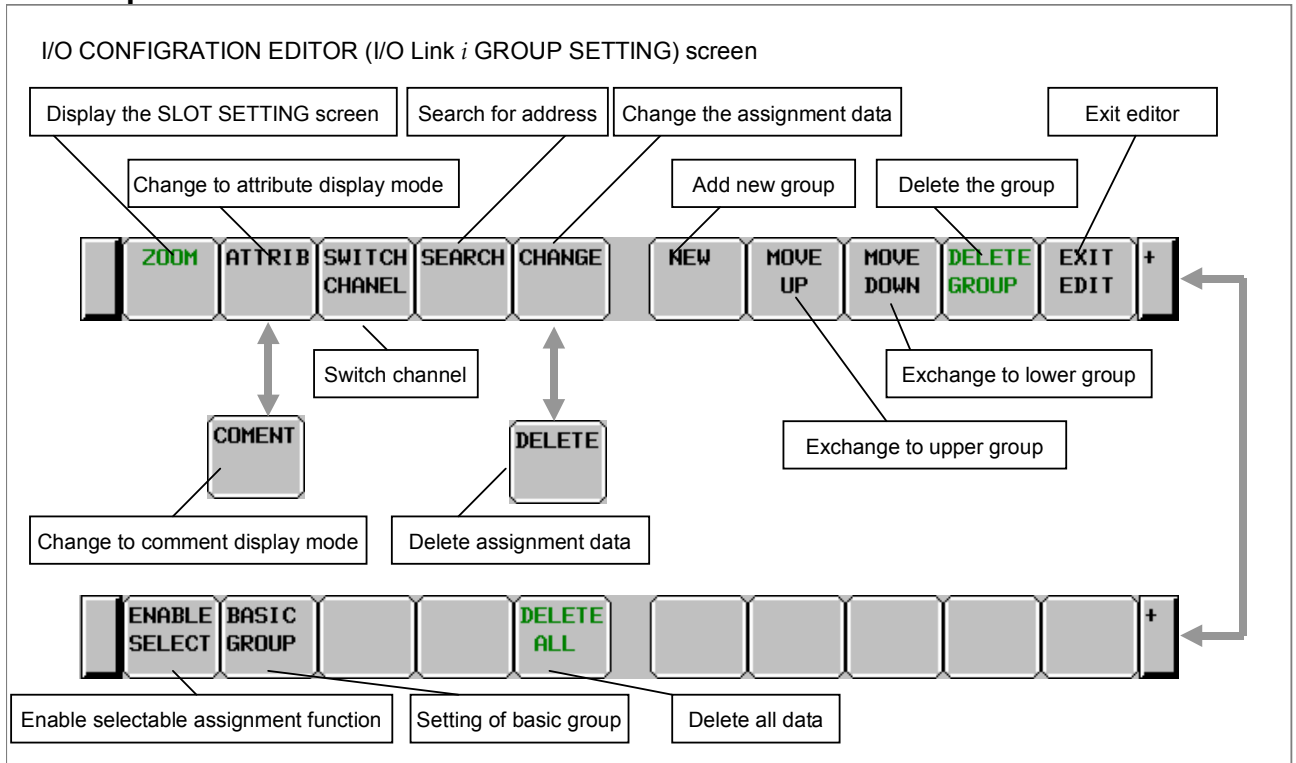 I/O CONFIGRATION EDITOR (I/O Link i GROUP SETTING) screen
Display the SLOT SETTING screen
Search for address
Change the assignment data
Exit editor
Change to attribute display mode
Add new group
Delete the group
ZOOM
ATTRIB
SWITCH
CHANEL
SEARCH
CHANGE
NEW
MOVE
UP
MOVE
DOWN
DELETE
GROUP
EXIT
EDIT
+
Switch channel
Exchange to lower group
COMENT
DELETE
Exchange to upper group
Change to comment display mode
Delete assignment data
ENABLE
SELECT
BASIC
GROUP
DELETE
ALL
+
Enable selectable assignment function
Setting of basic group
Delete all data